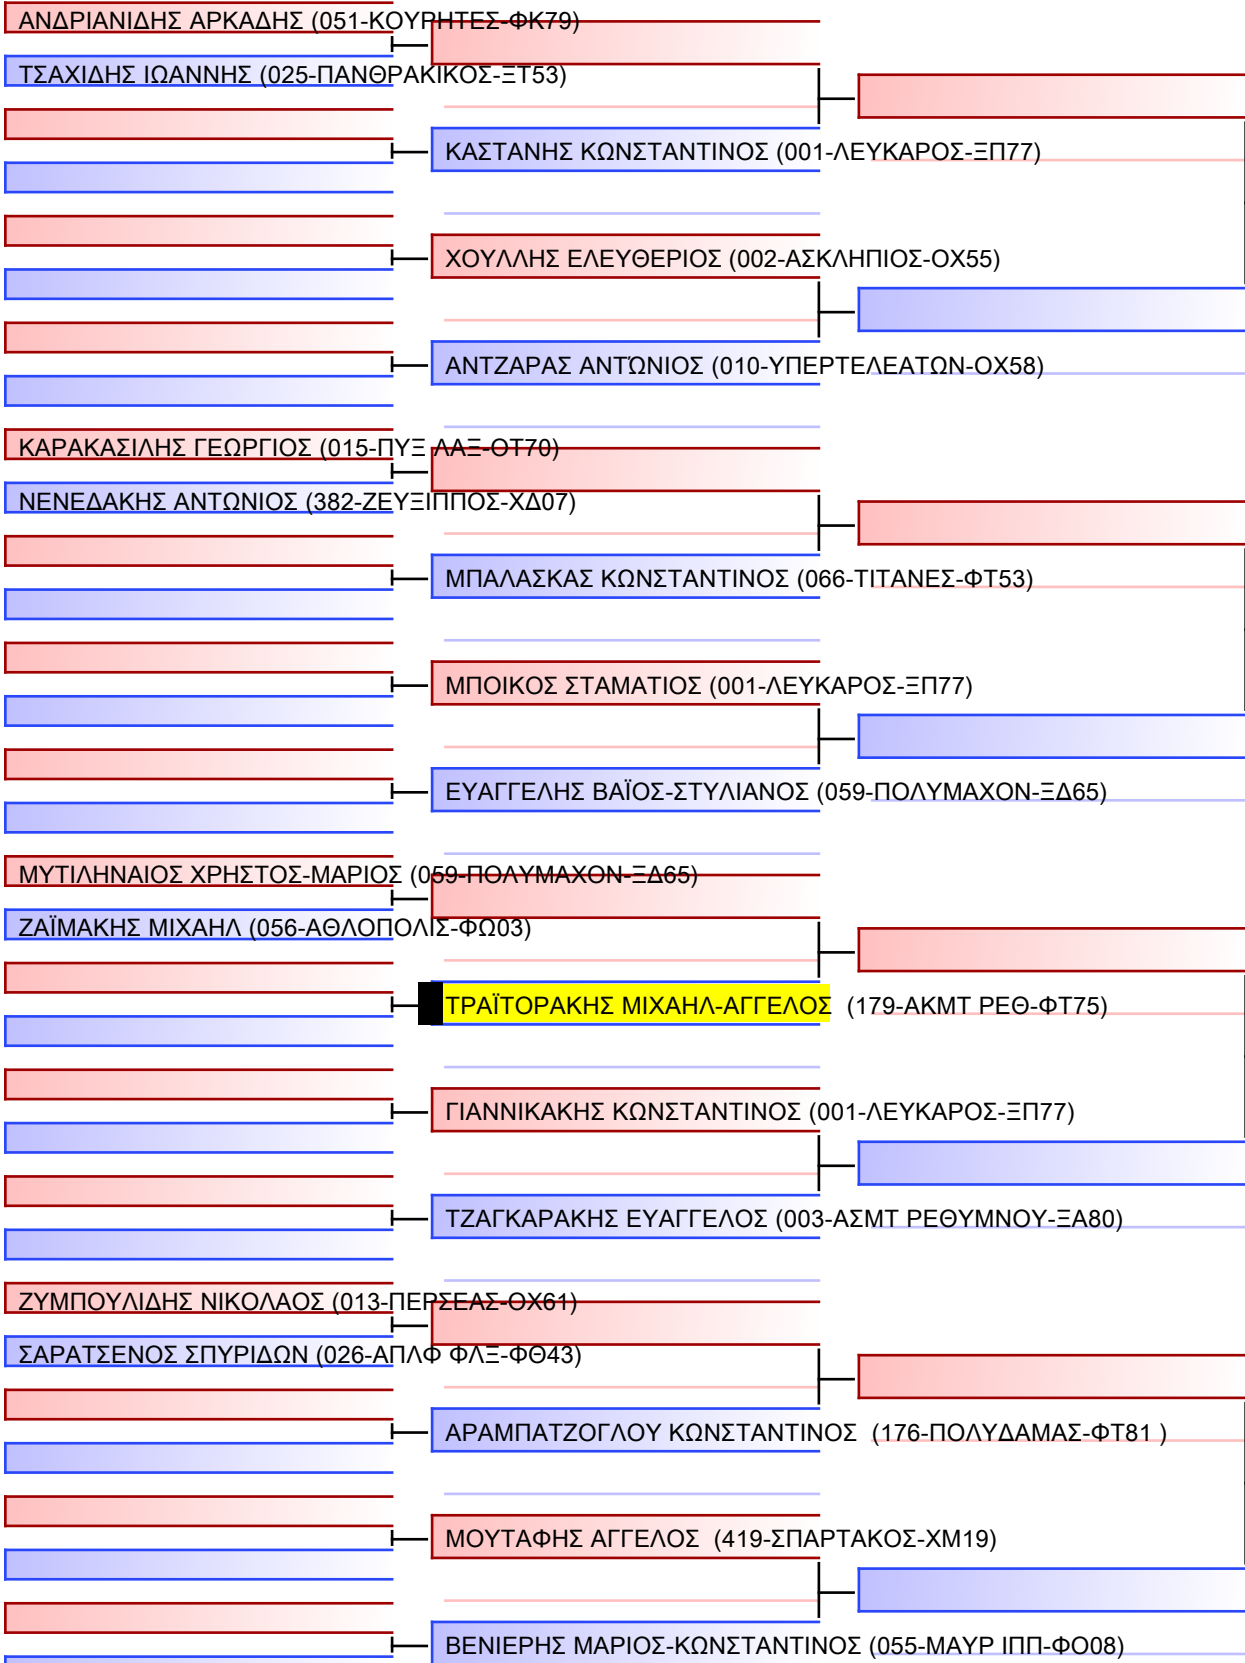 ΑΝΔΡΙΑΝΙΔΗΣ ΑΡΚΑΔΗΣ (051-ΚΟΥΡΗΤΕΣ-ΦΚ79)
ΤΣΑΧΙΔΗΣ ΙΩΑΝΝΗΣ (025-ΠΑΝΘΡΑΚΙΚΟΣ-ΞΤ53)
ΚΑΣΤΑΝΗΣ ΚΩΝΣΤΑΝΤΙΝΟΣ (001-ΛΕΥΚΑΡΟΣ-ΞΠ77)
ΧΟΥΛΛΗΣ ΕΛΕΥΘΕΡΙΟΣ (002-ΑΣΚΛΗΠΙΟΣ-ΟΧ55)
ΑΝΤΖΑΡΑΣ ΑΝΤΏΝΙΟΣ (010-ΥΠΕΡΤΕΛΕΑΤΩΝ-ΟΧ58)
ΚΑΡΑΚΑΣΙΛΗΣ ΓΕΩΡΓΙΟΣ (015-ΠΥΞ ΛΑΞ-ΟΤ70)
ΝΕΝΕΔΑΚΗΣ ΑΝΤΩΝΙΟΣ (382-ΖΕΥΞΙΠΠΟΣ-ΧΔ07)
ΜΠΑΛΑΣΚΑΣ ΚΩΝΣΤΑΝΤΙΝΟΣ (066-ΤΙΤΑΝΕΣ-ΦΤ53)
ΜΠΟΙΚΟΣ ΣΤΑΜΑΤΙΟΣ (001-ΛΕΥΚΑΡΟΣ-ΞΠ77)
ΕΥΑΓΓΕΛΗΣ ΒΑΪΟΣ-ΣΤΥΛΙΑΝΟΣ (059-ΠΟΛΥΜΑΧΟΝ-ΞΔ65)
ΜΥΤΙΛΗΝΑΙΟΣ ΧΡΗΣΤΟΣ-ΜΑΡΙΟΣ (059-ΠΟΛΥΜΑΧΟΝ-ΞΔ65)
ΖΑΪΜΑΚΗΣ ΜΙΧΑΗΛ (056-ΑΘΛΟΠΟΛΙΣ-ΦΩ03)
ΤΡΑΪΤΟΡΑΚΗΣ ΜΙΧΑΗΛ-ΑΓΓΕΛΟΣ (179-ΑΚΜΤ ΡΕΘ-ΦΤ75)
ΓΙΑΝΝΙΚΑΚΗΣ ΚΩΝΣΤΑΝΤΙΝΟΣ (001-ΛΕΥΚΑΡΟΣ-ΞΠ77)
ΤΖΑΓΚΑΡΑΚΗΣ ΕΥΑΓΓΕΛΟΣ (003-ΑΣΜΤ ΡΕΘΥΜΝΟΥ-ΞΑ80)
ΖΥΜΠΟΥΛΙΔΗΣ ΝΙΚΟΛΑΟΣ (013-ΠΕΡΣΕΑΣ-ΟΧ61)
ΣΑΡΑΤΣΕΝΟΣ ΣΠΥΡΙΔΩΝ (026-ΑΠΛΦ ΦΛΞ-ΦΘ43)
ΑΡΑΜΠΑΤΖΟΓΛΟΥ ΚΩΝΣΤΑΝΤΙΝΟΣ (176-ΠΟΛΥΔΑΜΑΣ-ΦΤ81 )
ΜΟΥΤΑΦΗΣ ΑΓΓΕΛΟΣ (419-ΣΠΑΡΤΑΚΟΣ-ΧΜ19)
ΒΕΝΙΕΡΗΣ ΜΑΡΙΟΣ-ΚΩΝΣΤΑΝΤΙΝΟΣ (055-ΜΑΥΡ ΙΠΠ-ΦΟ08)